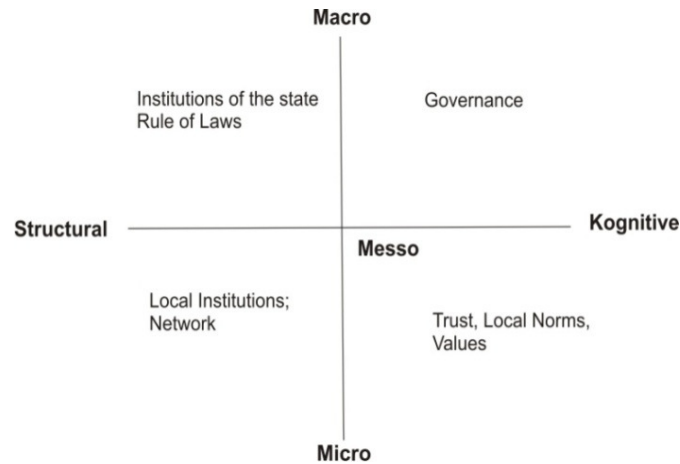 Macro
Institutions of the state
Rule of Laws
Governance
Structural
Kognitive
Messo
Local Institutions;
Network
Trust, Local Norms,
Values
Micro